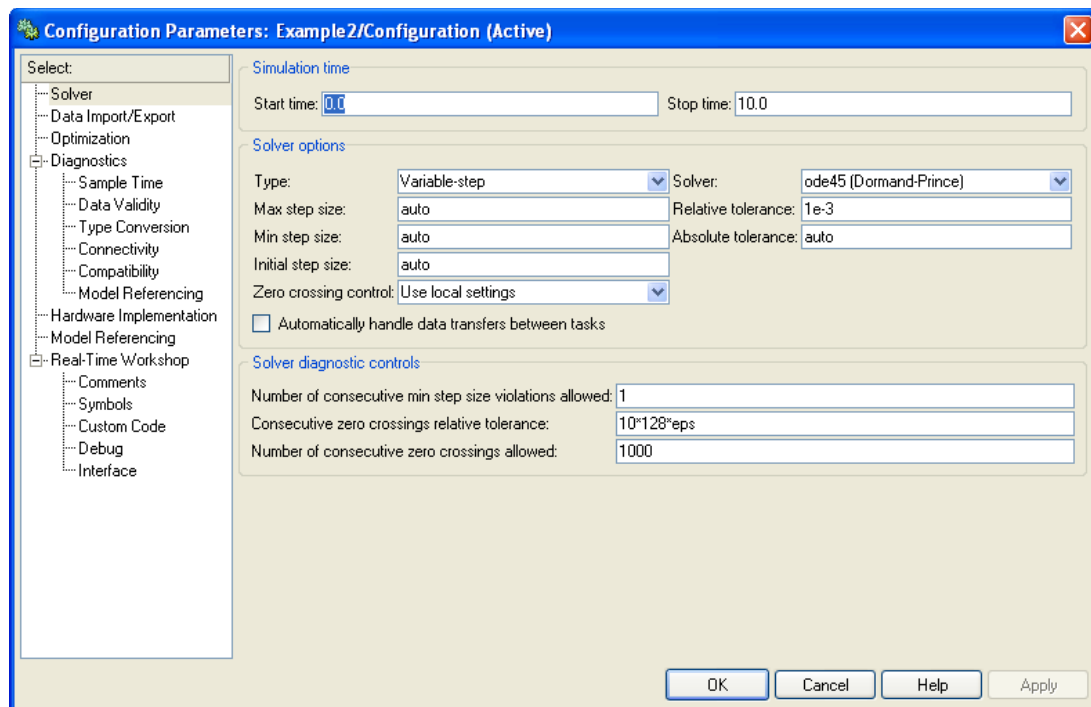 Configuration Parameters: Example2/Configuration (Active)
Select:
Solver
Data Import/Export
Optimization
Diagnostics
Sample Time
Data Validity
Type Conversion
Connectivity
Compatibility
Model Referencing
Hardware Implementation
Model Referencing
Real-Time Workshop
Comments
Symbols
Custom Code
Debug
Interface
Simulation time
Start time: 0.0 Stop time: 10.0
Solver options
Type: Variable-step Solver: ode45 (Dormand-Prince)
Max step size: auto Relative tolerance: 1e-3
Min step size: auto Absolute tolerance: auto
Initial step size: auto
Zero crossing control: Use local settings
Automatically handle data transfers between tasks
Solver diagnostic controls
Number of consecutive min step size violations allowed: 1
Consecutive zero crossings relative tolerance: 10*128*eps
Number of consecutive zero crossings allowed: 1000
OK Cancel Help Apply